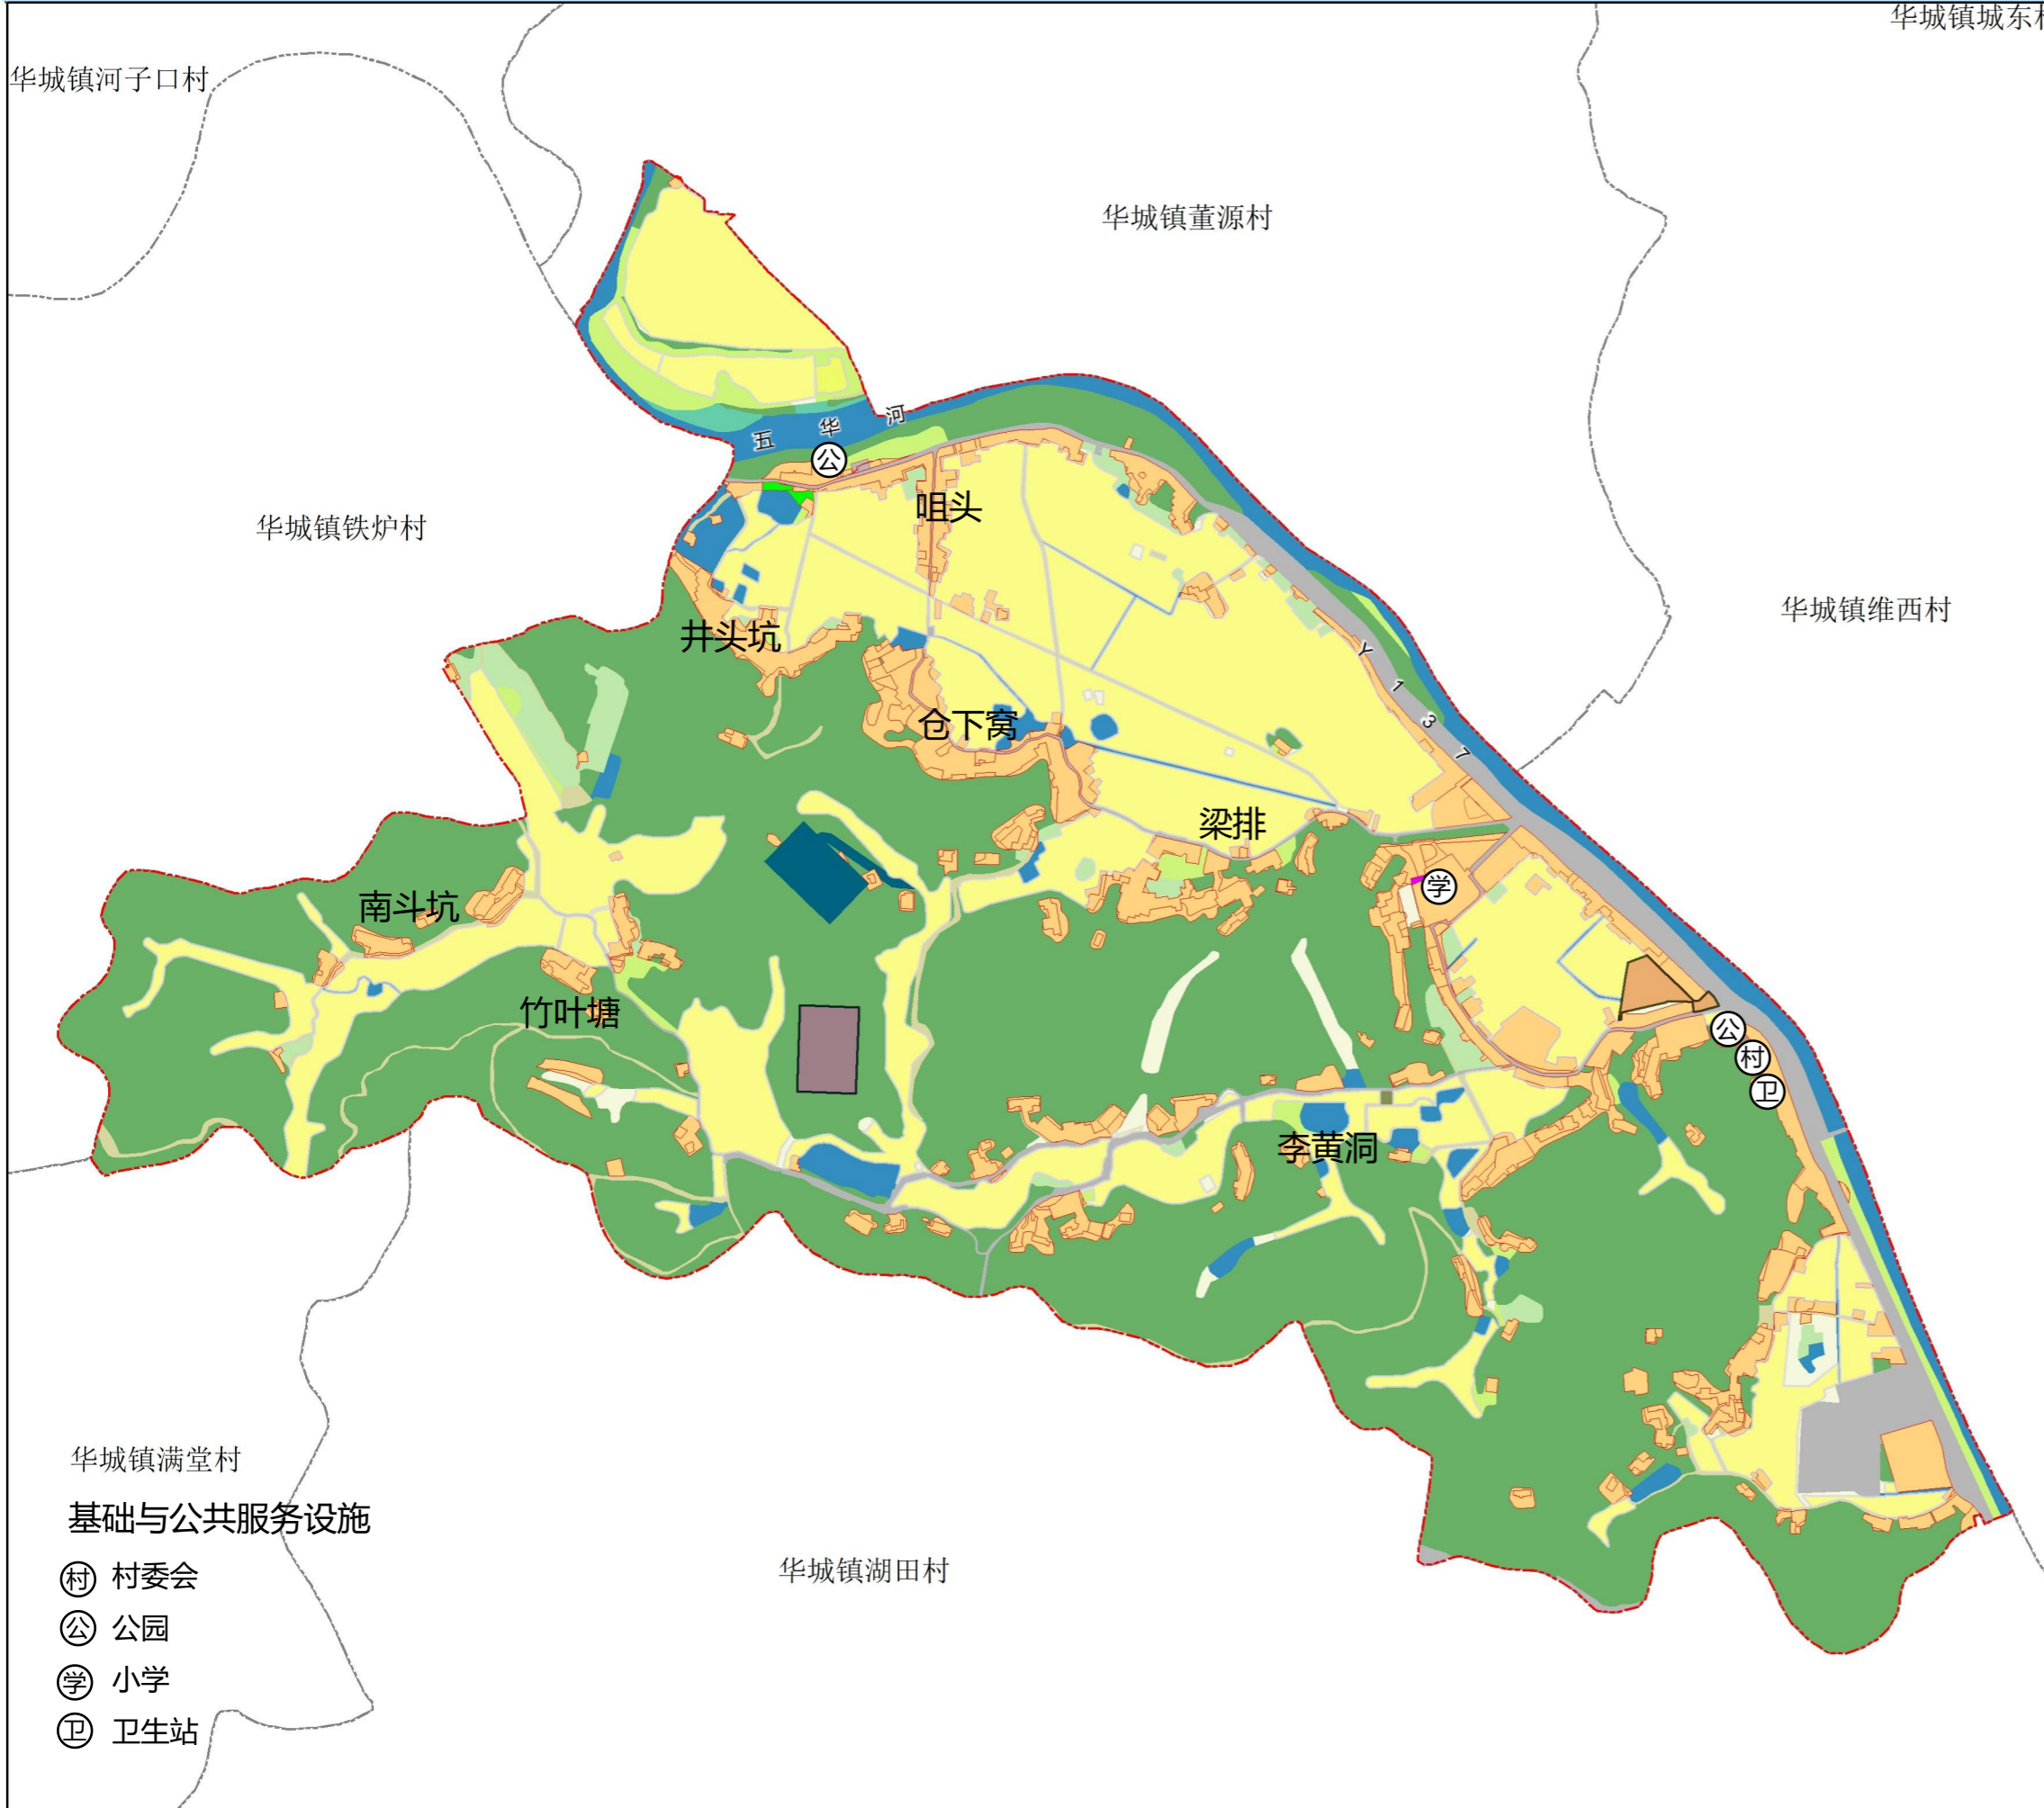 华城镇城东
华城镇河子口村
华城镇董源村
五华河
公
咀头
华城镇铁炉村
华城镇维西村
井头坑
Y137
仓下窝
梁排
学
南斗坑
竹叶塘
公
村
卫
李黄洞
华城镇满堂村
基础与公共服务设施
村 村委会
公 公园
学 小学
卫 卫生站
华城镇湖田村